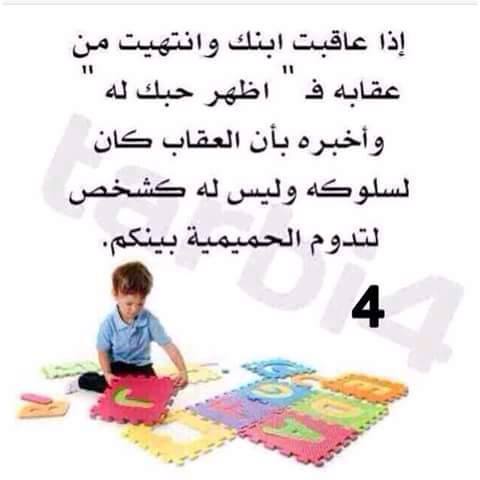 إذا عاقبت ابنك وانتهيت من
عقابه فـ " اظهر حبك له "
وأخبره بأن العقاب كان
لسلوكه وليس له كشخص
لتدوم الحميمية بينكم.
4
tarbi4